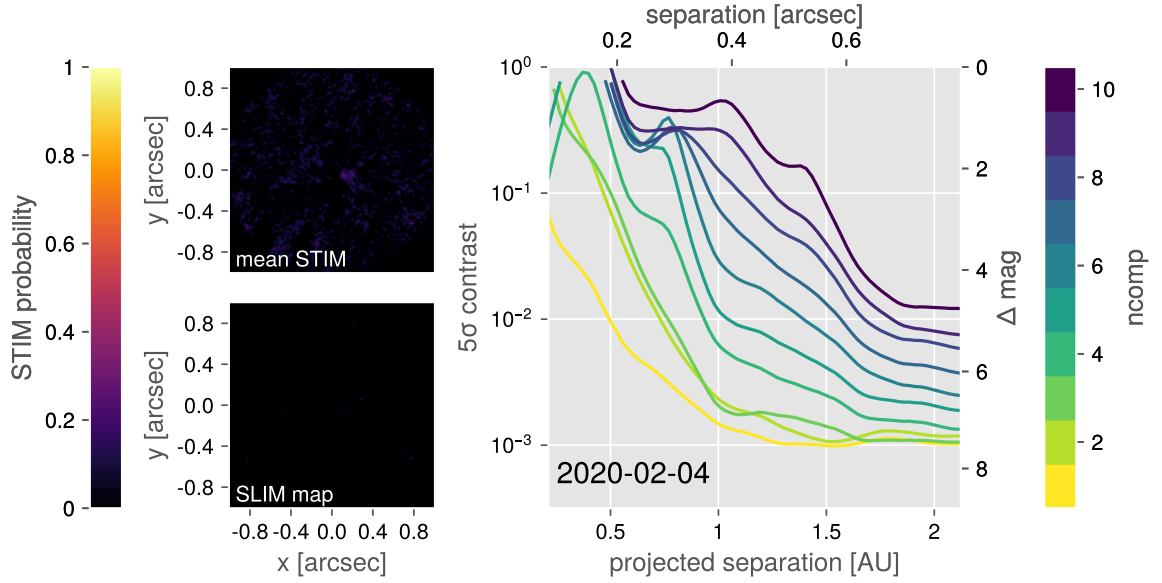 STIM probability
1
0.8
0.6
0.4
0.2
0
y [arcsec]
0.8
0.4
0.0
-0.4
-0.8
mean STIM
y [arcsec]
0.8
0.4
0.0
-0.4
-0.8
SLIM map
-0.8 -0.4 0.0 0.4 0.8
x [arcsec]
separation [arcsec]
0.2 0.4 0.6
5σ contrast
10⁰
10⁻¹
10⁻²
10⁻³
2020-02-04
0.5 1 1.5 2
projected separation [AU]
0
2
4
6
8
Δ mag
10
8
6
4
2
ncomp